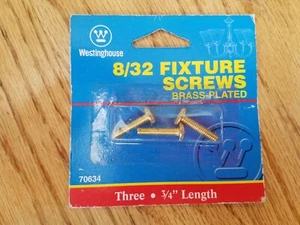 Westinghouse
8/32 FIXTURE
SCREWS
BRASS-PLATED
70634
Three • 3/4" Length